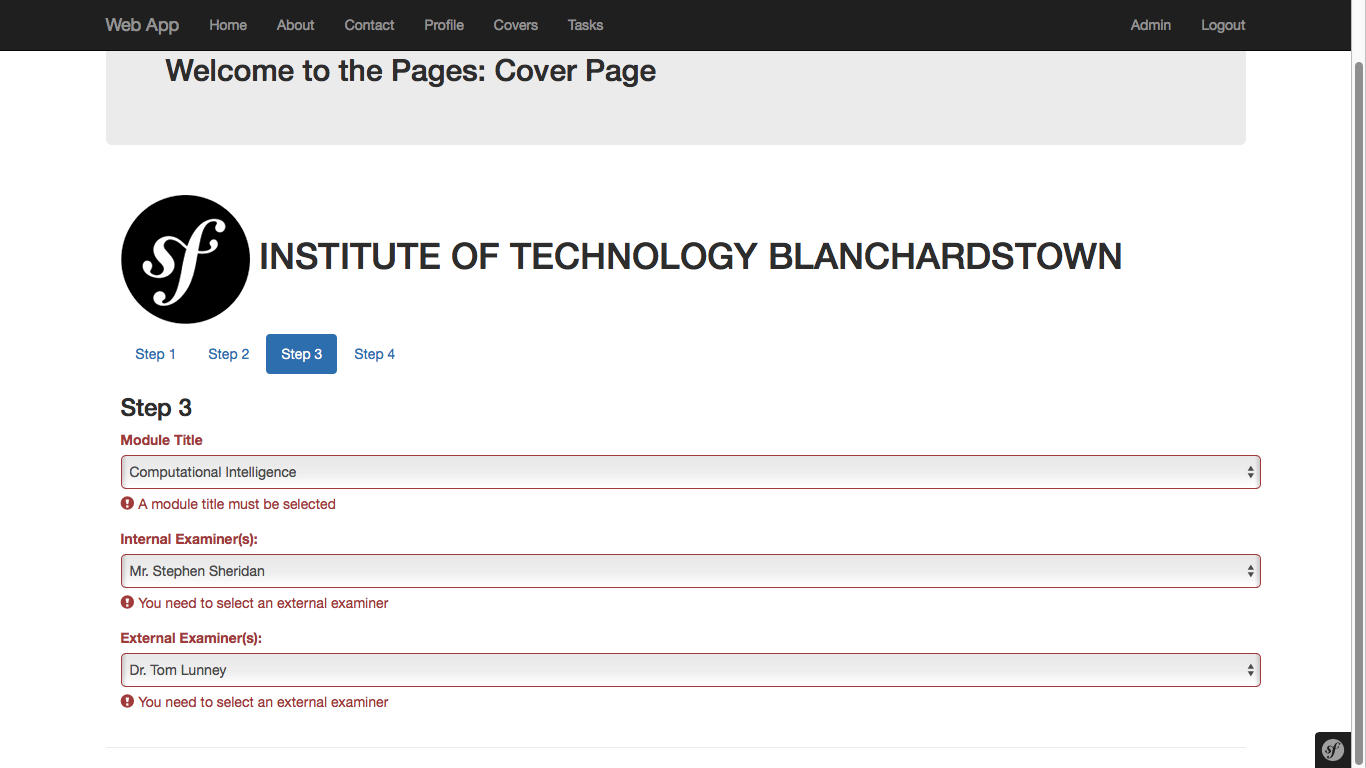 Web App Home About Contact Profile Covers Tasks Admin Logout
Welcome to the Pages: Cover Page
sf INSTITUTE OF TECHNOLOGY BLANCHARDSTOWN
Step 1 Step 2 Step 3 Step 4
Step 3
Module Title
Computational Intelligence
A module title must be selected
Internal Examiner(s):
Mr. Stephen Sheridan
You need to select an external examiner
External Examiner(s):
Dr. Tom Lunney
You need to select an external examiner
sf